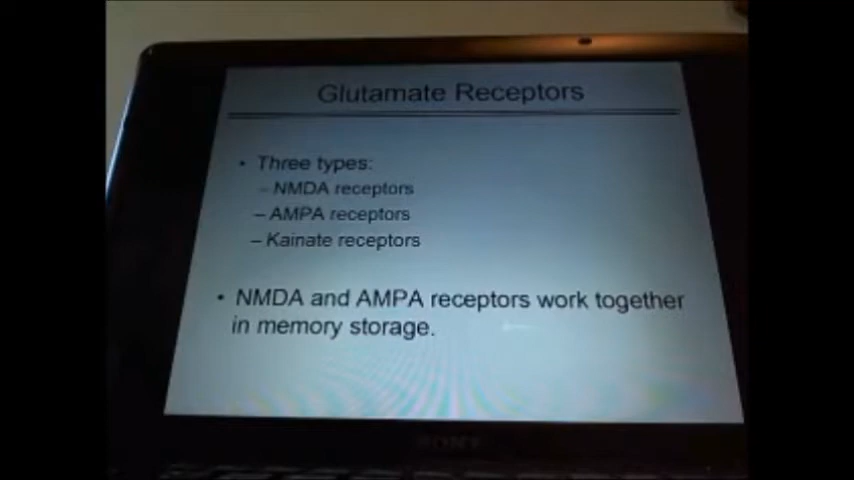 Glutamate Receptors
• Three types:
– NMDA receptors
– AMPA receptors
– Kainate receptors
• NMDA and AMPA receptors work together
in memory storage.
SONY